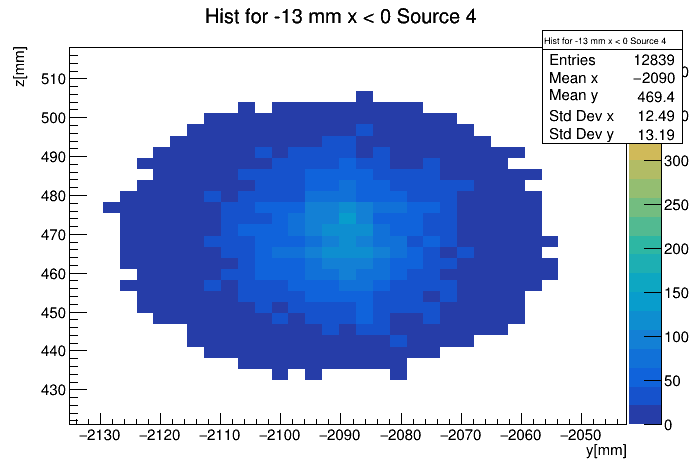 Hist for -13 mm x < 0 Source 4
Hist for -13 mm x < 0 Source 4
Entries 12839
Mean x −2090
Mean y 469.4
Std Dev x 12.49
Std Dev y 13.19
z[mm]
510
500
490
480
470
460
450
440
430
−2130 −2120 −2110 −2100 −2090 −2080 −2070 −2060 −2050
y[mm]
300
250
200
150
100
50
0